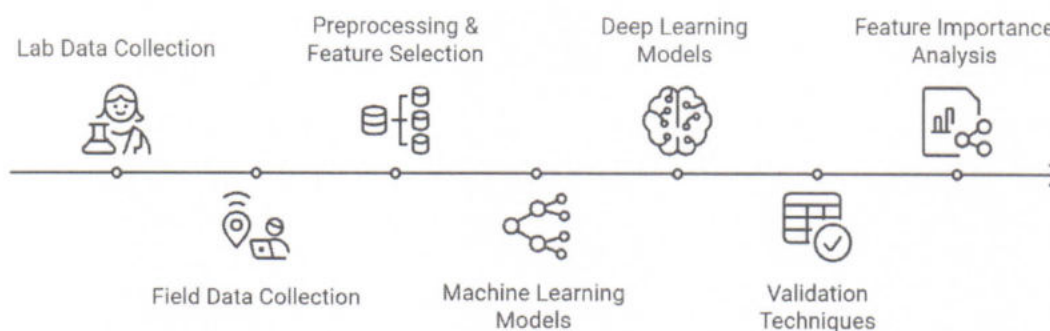 Lab Data Collection
Preprocessing &
Feature Selection
Deep Learning
Models
Feature Importance
Analysis
Field Data Collection
Machine Learning
Models
Validation
Techniques